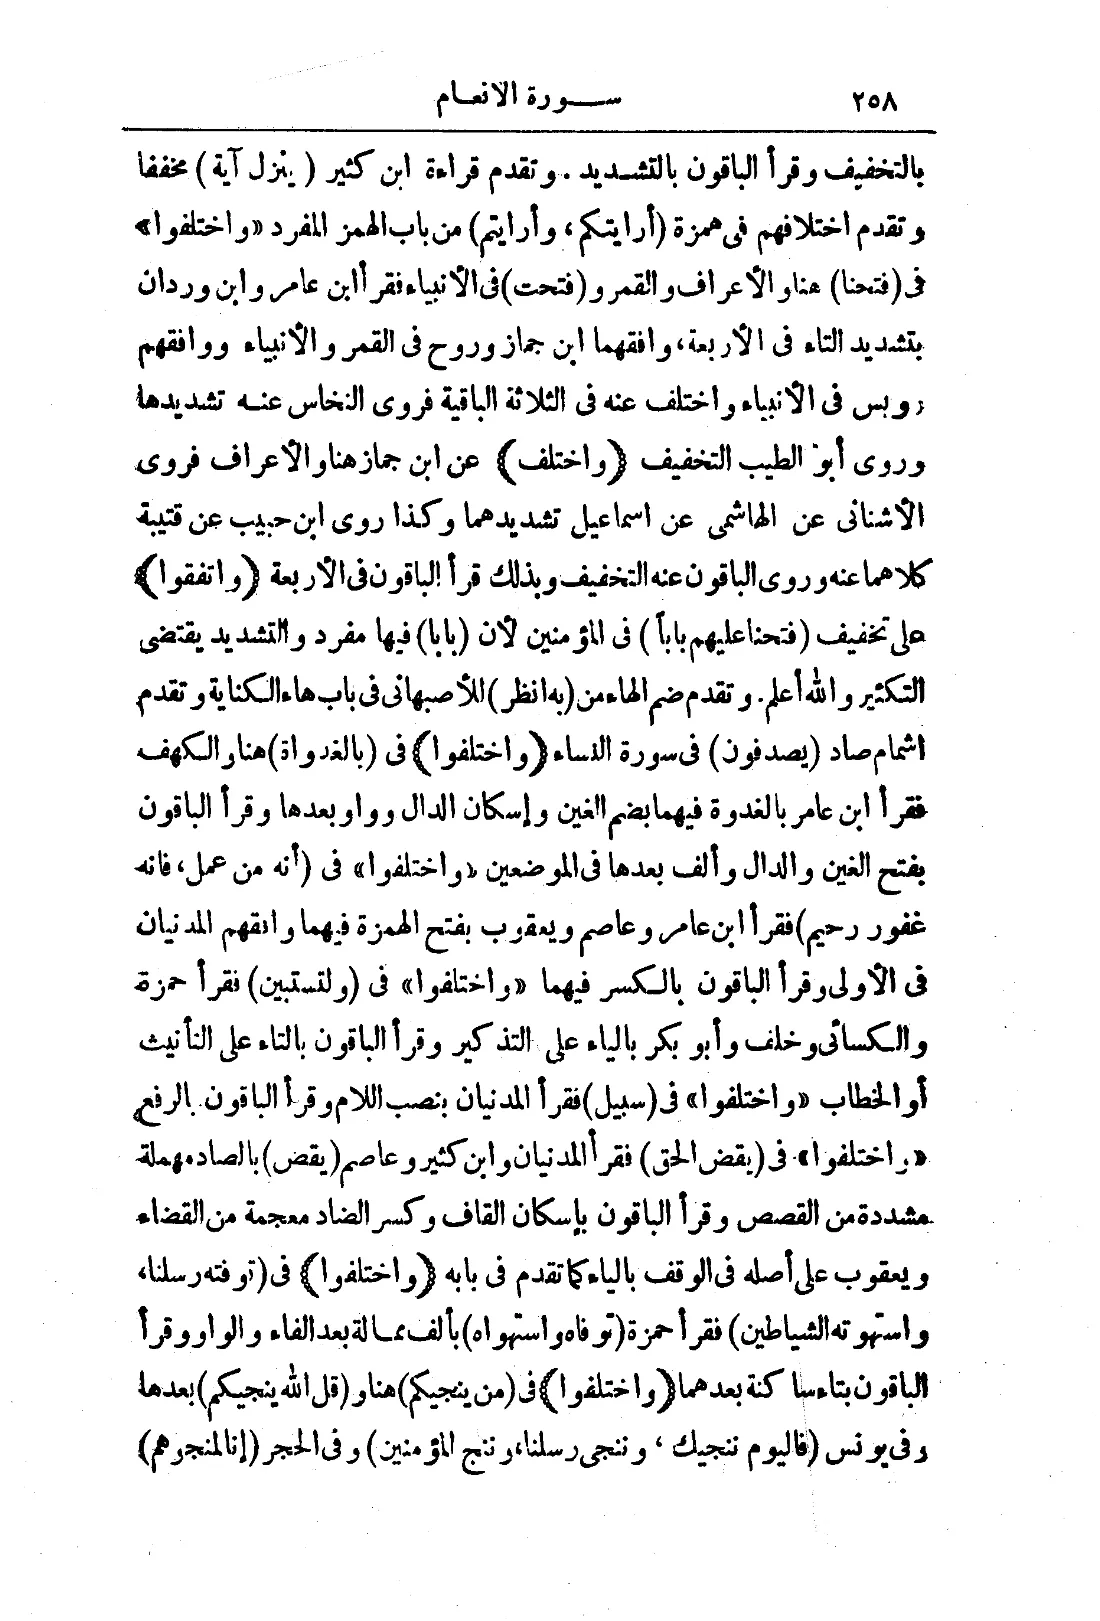 ٢٥٨ سورة الانعام
بالتخفيف وقرأ الباقون بالتشديد . وتقدم قراءة ابن كثير ( ينزل آية ) مخففا
وتقدم اختلافهم فى همزة (أرايتكم، وأرايتم) من باب الهمز المفرد «واختلفوا»
فى (فتحنا) هنا والأعراف والقمر و (فتحت) فى الأنبياء فقرأ ابن عامر وابن وردان
بتشديد التاء فى الأربعة، وافقهما ابن جماز وروح فى القمر والأنبياء ووافقهم
رويس فى الأنبياء واختلف عنه فى الثلاثة الباقية فروى النخاس عنه تشديدها
وروى أبو الطيب التخفيف (واختلف) عن ابن جماز هنا والأعراف فروى
الأشنانى عن الهاشمى عن اسماعيل تشديدهما وكذا روى ابن حبيب عن قتيبة
كلاهما عنه وروى الباقون عنه التخفيف وبذلك قرأ الباقون فى الأربعة (واتفقوا)
على تخفيف (فتحنا عليهم باباً) فى المؤمنين لأن (بابا) فيها مفرد والتشديد يقتضى
التكثير والله أعلم. وتقدم ضم الهاء من (به انظر) للأصبهانى فى باب هاء الكناية وتقدم
اشمام صاد (يصدفون) فى سورة النساء (واختلفوا) فى (بالغدواة) هنا والكهف
فقرأ ابن عامر بالغدوة فيهما بضم الغين وإسكان الدال وواو بعدها وقرأ الباقون
بفتح الغين والدال وألف بعدها فى الموضعين «واختلفوا» فى (أنه من عمل، فانه
غفور رحيم) فقرأ ابن عامر وعاصم ويعقوب بفتح الهمزة فيهما وافقهم المدنيان
فى الأولى وقرأ الباقون بالكسر فيهما «واختلفوا» فى (ولتستبين) فقرأ حمزة
والكسائى وخلف وأبو بكر بالياء على التذكير وقرأ الباقون بالتاء على التأنيث
أو الخطاب «واختلفوا» فى (سبيل) فقرأ المدنيان بنصب اللام وقرأ الباقون بالرفع
«واختلفوا» فى (يقض الحق) فقرأ المدنيان وابن كثير وعاصم (يقض) بالصاد مهملة
مشددة من القصص وقرأ الباقون بإسكان القاف وكسر الضاد معجمة من القضاء
ويعقوب على أصله فى الوقف بالياء كما تقدم فى بابه (واختلفوا) فى (توفته رسلنا،
واستهوته الشياطين) فقرأ حمزة (توفاه واستهواه) بألف ممالة بعد الفاء والواو وقرأ
الباقون بتاء ساكنة بعدهما (واختلفوا) فى (من ينجيكم) هنا و (قل الله ينجيكم) بعدها
وفى يونس (فاليوم ننجيك ، وننجى رسلنا، وننج المؤمنين) وفى الحجر (إنا لمنجوهم)